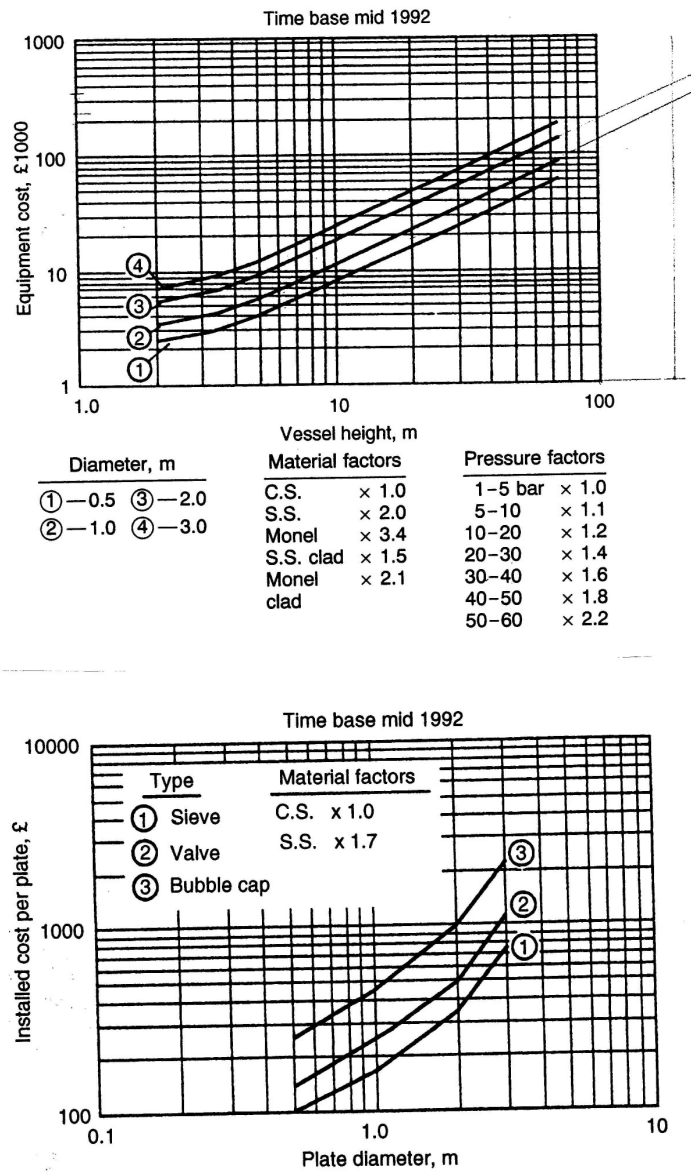 Time base mid 1992
1000
100
10
1
Equipment cost, £1000
④
③
②
①
1.0 10 100
Vessel height, m
Diameter, m
①—0.5 ③—2.0
②—1.0 ④—3.0
Material factors
C.S. × 1.0
S.S. × 2.0
Monel × 3.4
S.S. clad × 1.5
Monel × 2.1
clad
Pressure factors
1–5 bar × 1.0
5–10 × 1.1
10–20 × 1.2
20–30 × 1.4
30–40 × 1.6
40–50 × 1.8
50–60 × 2.2
Time base mid 1992
10000
1000
100
Installed cost per plate, £
Type
① Sieve
② Valve
③ Bubble cap
Material factors
C.S. x 1.0
S.S. x 1.7
③
②
①
0.1 1.0 10
Plate diameter, m